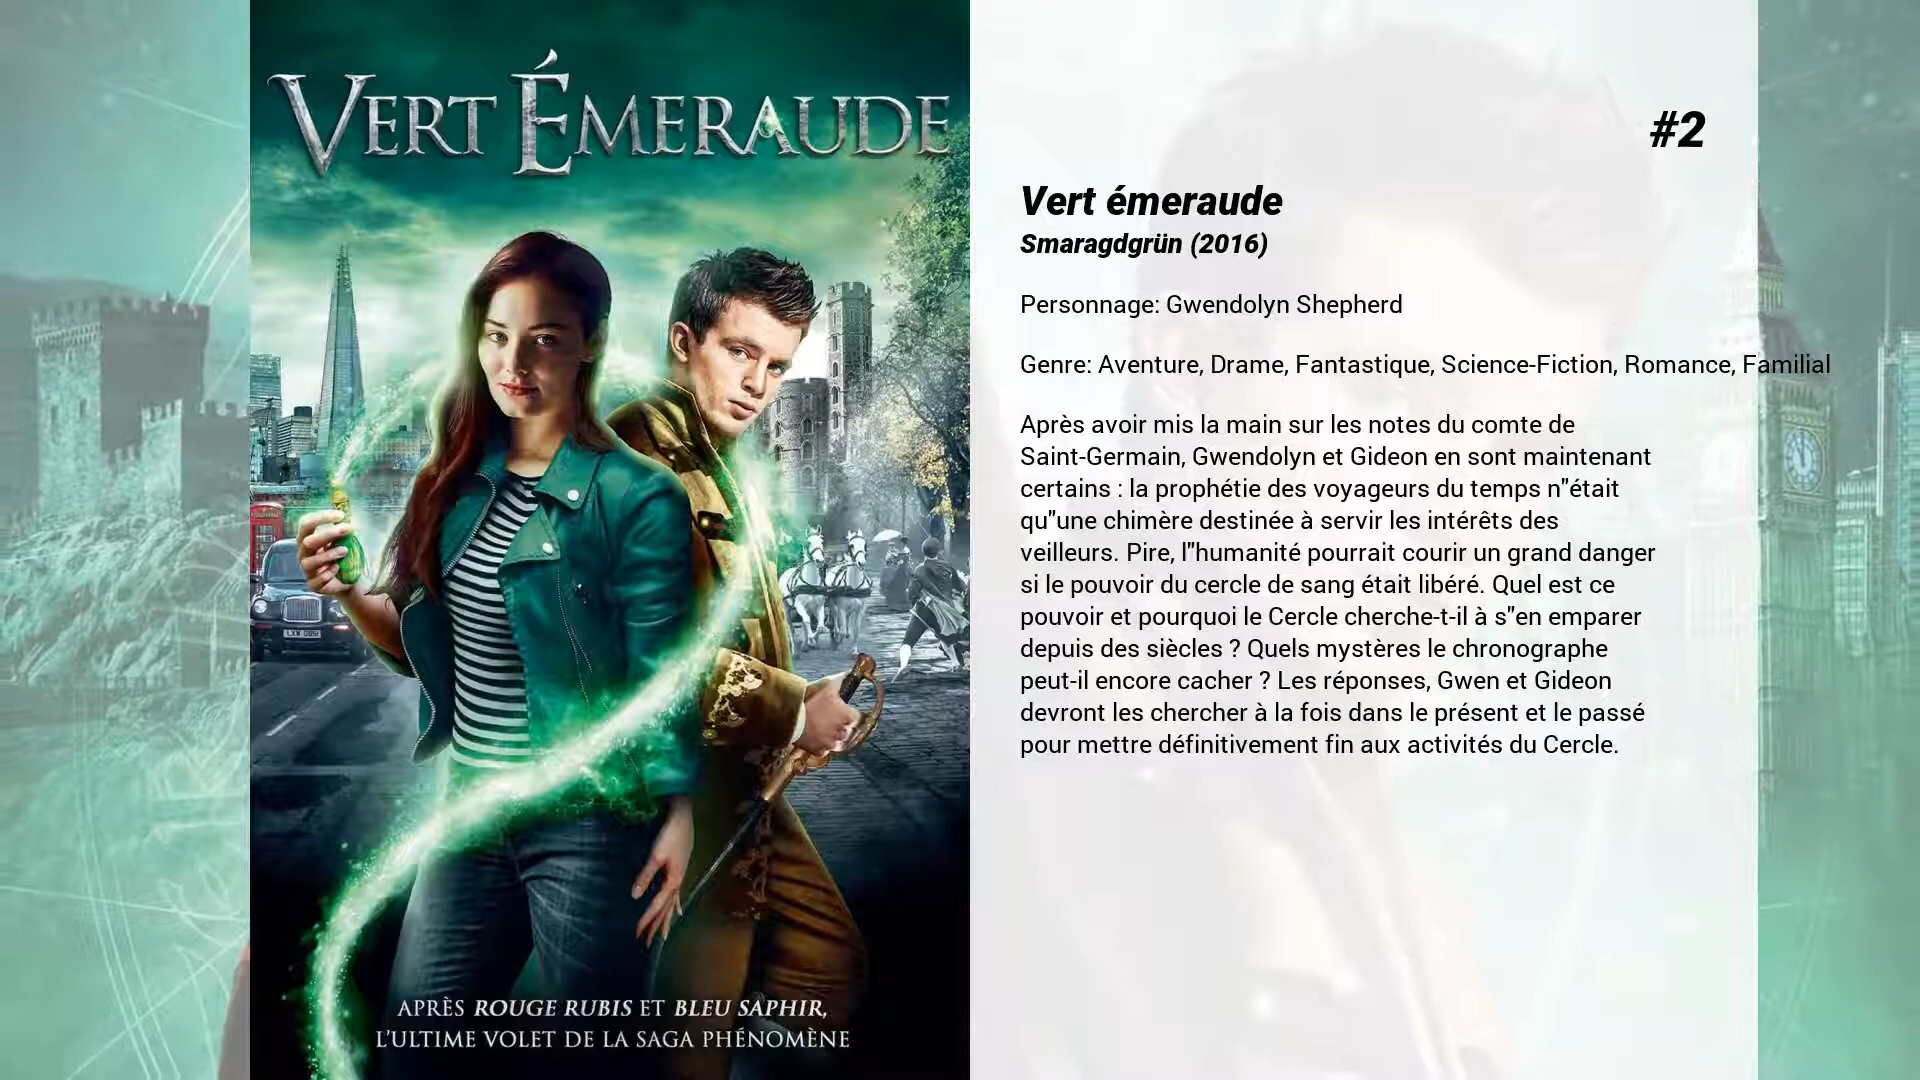 VERT ÉMERAUDE
#2
Vert émeraude
Smaragdgrün (2016)
Personnage: Gwendolyn Shepherd
Genre: Aventure, Drame, Fantastique, Science-Fiction, Romance, Familial
Après avoir mis la main sur les notes du comte de
Saint-Germain, Gwendolyn et Gideon en sont maintenant
certains : la prophétie des voyageurs du temps n"était
qu"une chimère destinée à servir les intérêts des
veilleurs. Pire, l"humanité pourrait courir un grand danger
si le pouvoir du cercle de sang était libéré. Quel est ce
pouvoir et pourquoi le Cercle cherche-t-il à s"en emparer
depuis des siècles ? Quels mystères le chronographe
peut-il encore cacher ? Les réponses, Gwen et Gideon
devront les chercher à la fois dans le présent et le passé
pour mettre définitivement fin aux activités du Cercle.
LXW 085I
APRÈS ROUGE RUBIS ET BLEU SAPHIR,
L'ULTIME VOLET DE LA SAGA PHÉNOMÈNE